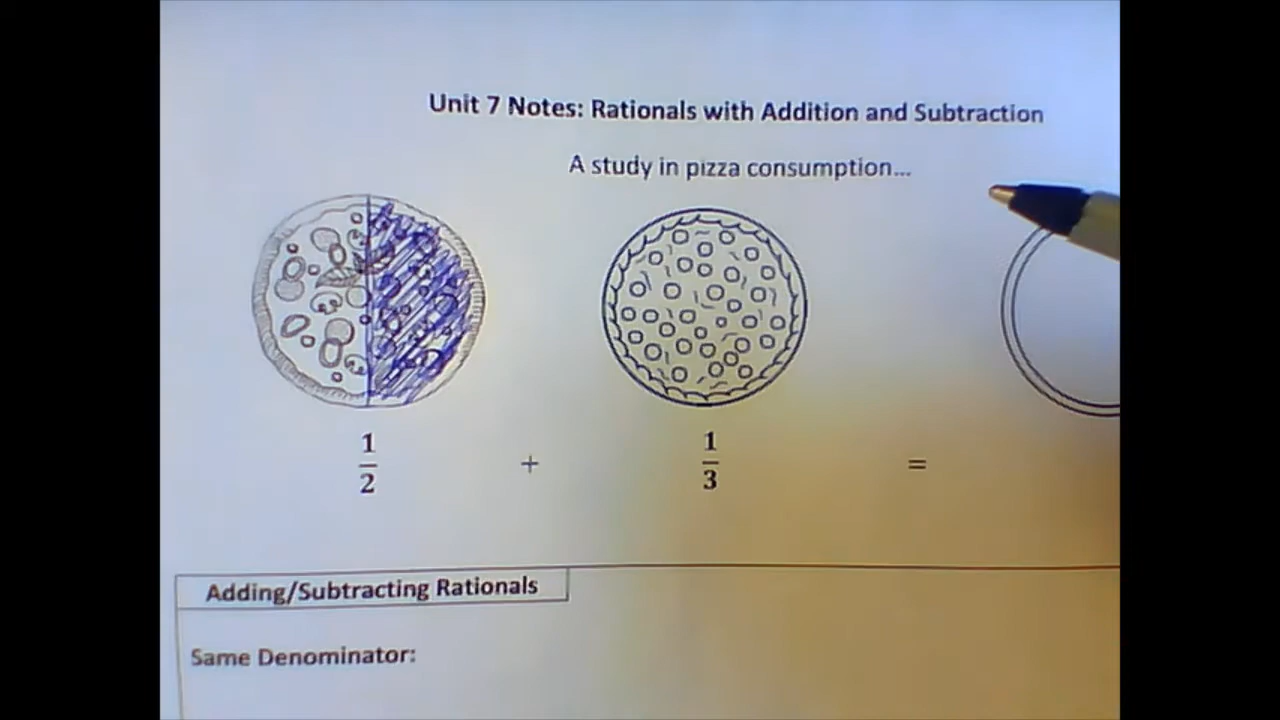 Unit 7 Notes: Rationals with Addition and Subtraction
A study in pizza consumption...
1/2 + 1/3 =
Adding/Subtracting Rationals
Same Denominator: